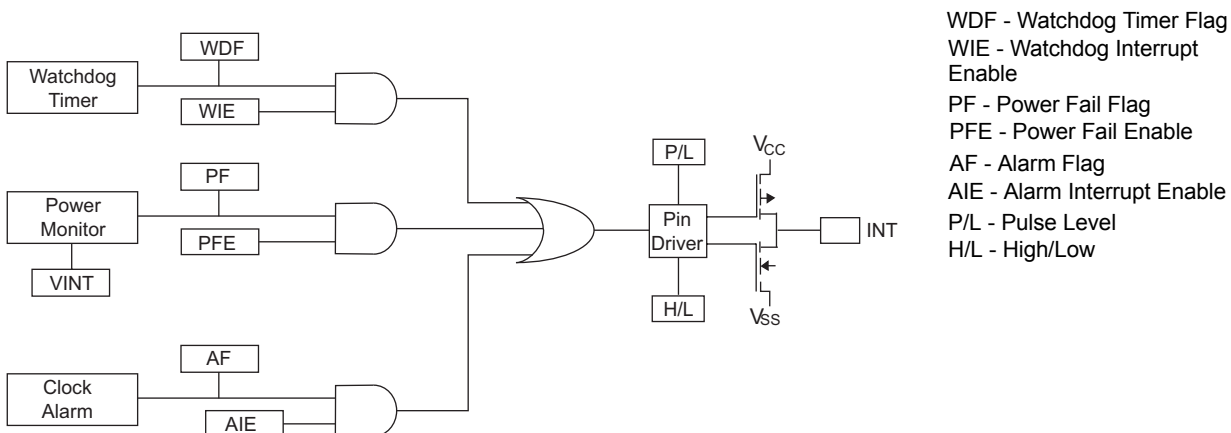 WDF
Watchdog
Timer
WIE
PF
Power
Monitor
PFE
VINT
AF
Clock
Alarm
AIE
P/L
Pin
Driver
H/L
VCC
INT
VSS
WDF - Watchdog Timer Flag
WIE - Watchdog Interrupt
Enable
PF - Power Fail Flag
PFE - Power Fail Enable
AF - Alarm Flag
AIE - Alarm Interrupt Enable
P/L - Pulse Level
H/L - High/Low